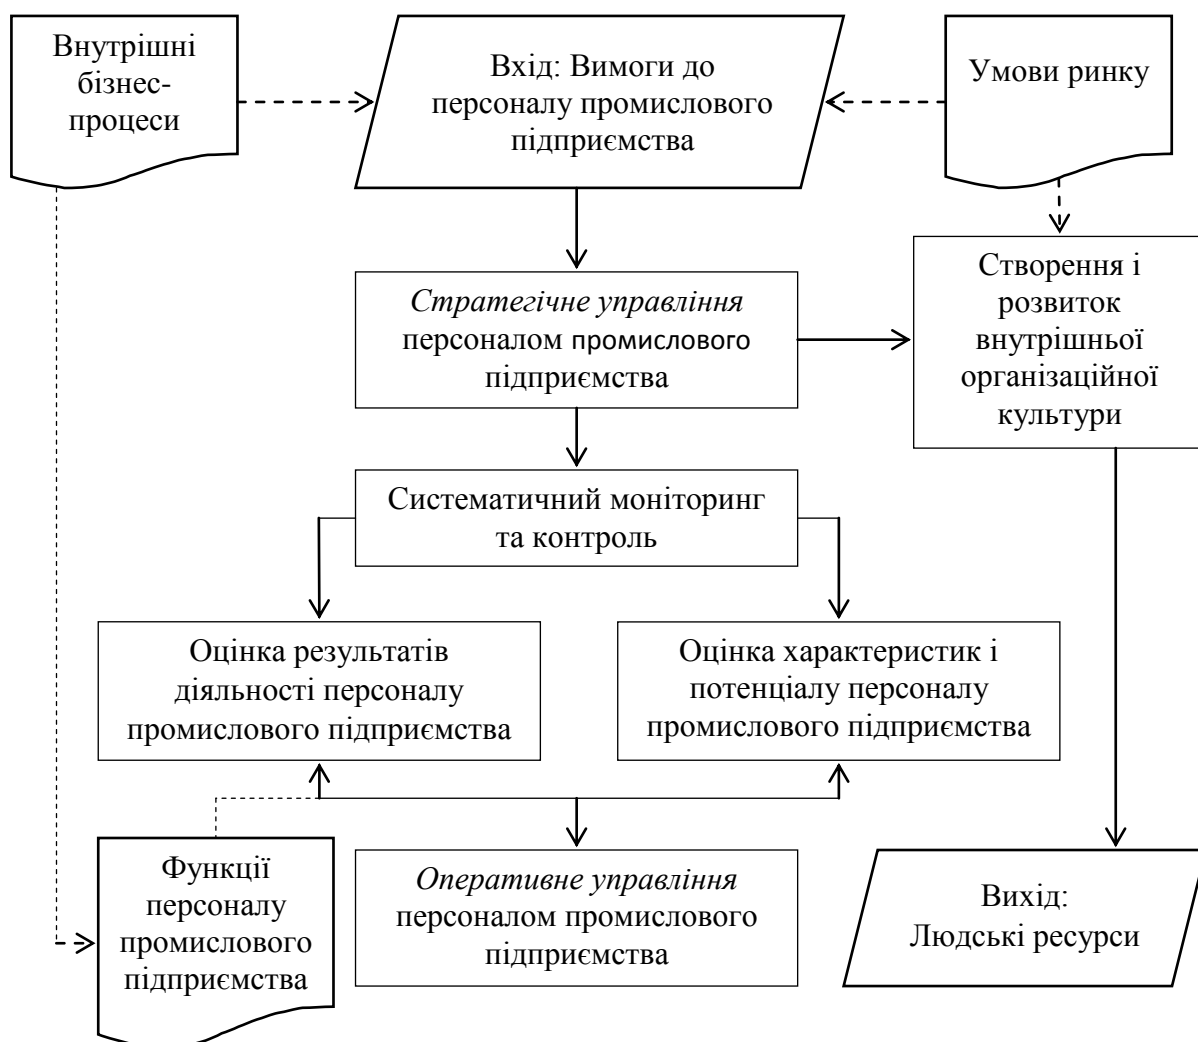 Внутрішні
бізнес-
процеси
Вхід: Вимоги до
персоналу промислового
підприємства
Умови ринку
Стратегічне управління
персоналом промислового
підприємства
Створення і
розвиток
внутрішньої
організаційної
культури
Систематичний моніторинг
та контроль
Оцінка результатів
діяльності персоналу
промислового підприємства
Оцінка характеристик і
потенціалу персоналу
промислового підприємства
Функції
персоналу
промислового
підприємства
Оперативне управління
персоналом промислового
підприємства
Вихід:
Людські ресурси